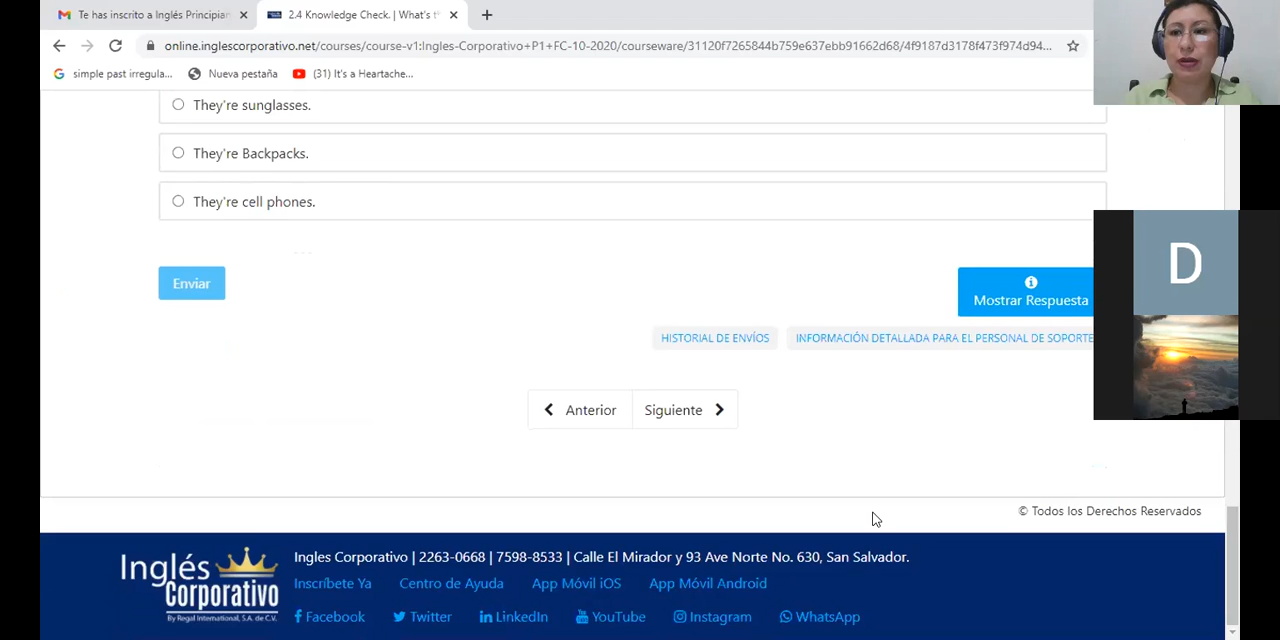 Te has inscrito a Inglés Principian
2.4 Knowledge Check. | What's th
online.inglescorporativo.net/courses/course-v1:Ingles-Corporativo+P1+FC-10-2020/courseware/31120f7265844b759e637ebb91662d68/4f9187d3178f473f974d94...
simple past irregula...
Nueva pestaña
(31) It's a Heartache...
They're sunglasses.
They're Backpacks.
They're cell phones.
Enviar
Mostrar Respuesta
HISTORIAL DE ENVÍOS
INFORMACIÓN DETALLADA PARA EL PERSONAL DE SOPORTE
Anterior
Siguiente
D
© Todos los Derechos Reservados
Inglés Corporativo
By Regal International, S.A. de C.V.
Ingles Corporativo | 2263-0668 | 7598-8533 | Calle El Mirador y 93 Ave Norte No. 630, San Salvador.
Inscríbete Ya Centro de Ayuda App Móvil iOS App Móvil Android
Facebook Twitter LinkedIn YouTube Instagram WhatsApp